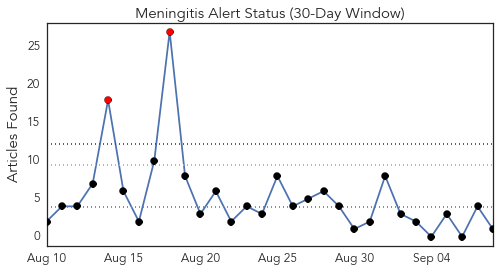 Meningitis Alert Status (30-Day Window)
Articles Found
25
20
15
10
5
0
Aug 10 Aug 15 Aug 20 Aug 25 Aug 30 Sep 04